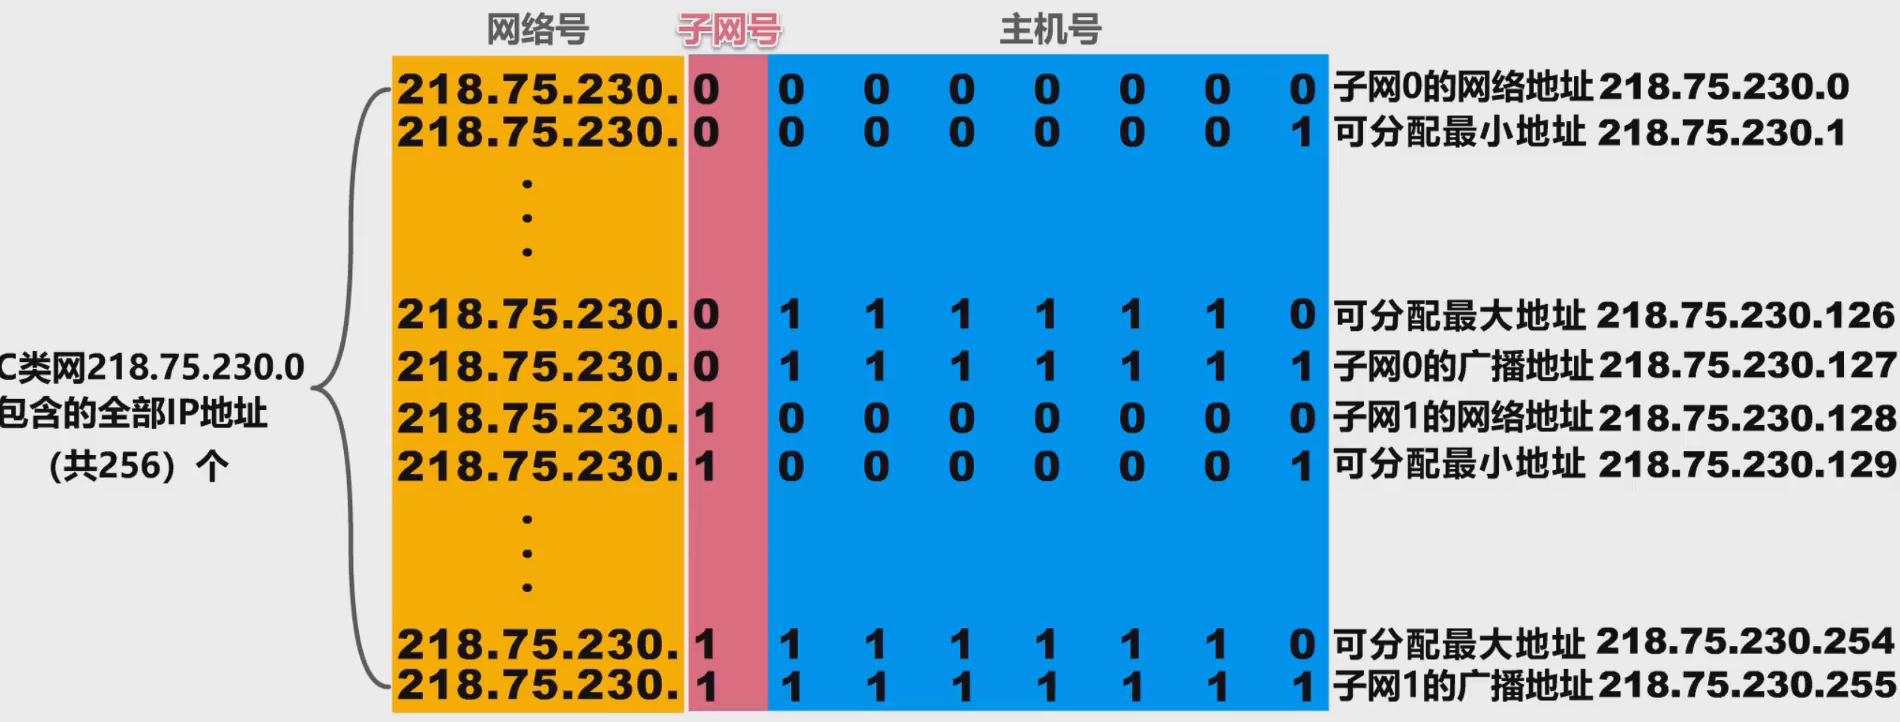 网络号 子网号 主机号
218.75.230. 0 0 0 0 0 0 0 0 子网0的网络地址 218.75.230.0
218.75.230. 0 0 0 0 0 0 0 1 可分配最小地址 218.75.230.1
218.75.230. 0 1 1 1 1 1 1 0 可分配最大地址 218.75.230.126
C类网218.75.230.0
包含的全部IP地址
（共256）个
218.75.230. 0 1 1 1 1 1 1 1 子网0的广播地址 218.75.230.127
218.75.230. 1 0 0 0 0 0 0 0 子网1的网络地址 218.75.230.128
218.75.230. 1 0 0 0 0 0 0 1 可分配最小地址 218.75.230.129
218.75.230. 1 1 1 1 1 1 1 0 可分配最大地址 218.75.230.254
218.75.230. 1 1 1 1 1 1 1 1 子网1的广播地址 218.75.230.255